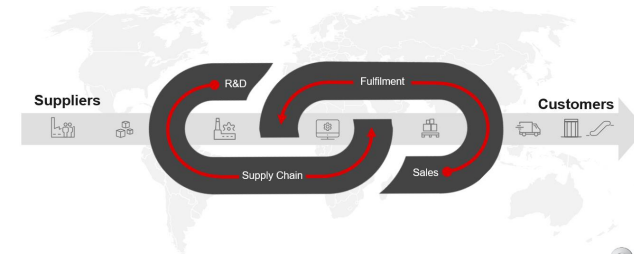 R&D
Fulfilment
Suppliers
Customers
Supply Chain
Sales